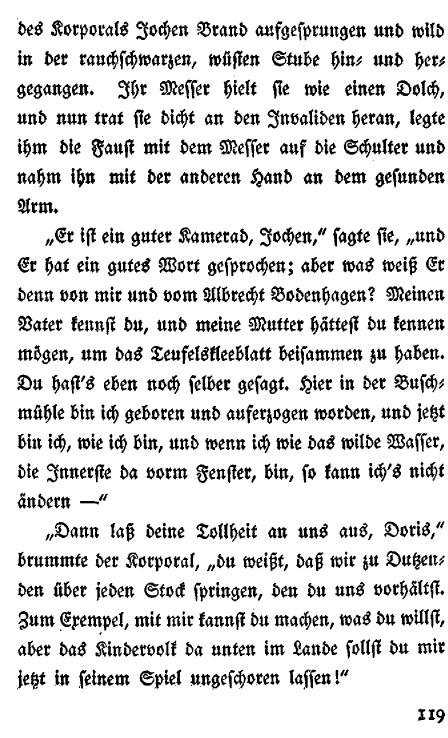 des Korporals Jochen Brand aufgesprungen und wild
in der rauchschwarzen, wüsten Stube hin- und her-
gegangen. Ihr Messer hielt sie wie einen Dolch,
und nun trat sie dicht an den Invaliden heran, legte
ihm die Faust mit dem Messer auf die Schulter und
nahm ihn mit der anderen Hand an dem gesunden
Arm.
„Er ist ein guter Kamerad, Jochen,“ sagte sie, „und
Er hat ein gutes Wort gesprochen; aber was weiß Er
denn von mir und vom Albrecht Bodenhagen? Meinen
Vater kennst du, und meine Mutter hättest du kennen
mögen, um das Teufelskleeblatt beisammen zu haben.
Du hast's eben noch selber gesagt. Hier in der Busch-
mühle bin ich geboren und auferzogen worden, und jetzt
bin ich, wie ich bin, und wenn ich wie das wilde Wasser,
die Innerste da vorm Fenster, bin, so kann ich's nicht
ändern —“
„Dann laß deine Tollheit an uns aus, Doris,“
brummte der Korporal, „du weißt, daß wir zu Dutzen-
den über jeden Stock springen, den du uns vorhältst.
Zum Exempel, mit mir kannst du machen, was du willst,
aber das Kindervolk da unten im Lande sollst du mir
jetzt in seinem Spiel ungeschoren lassen!“
119